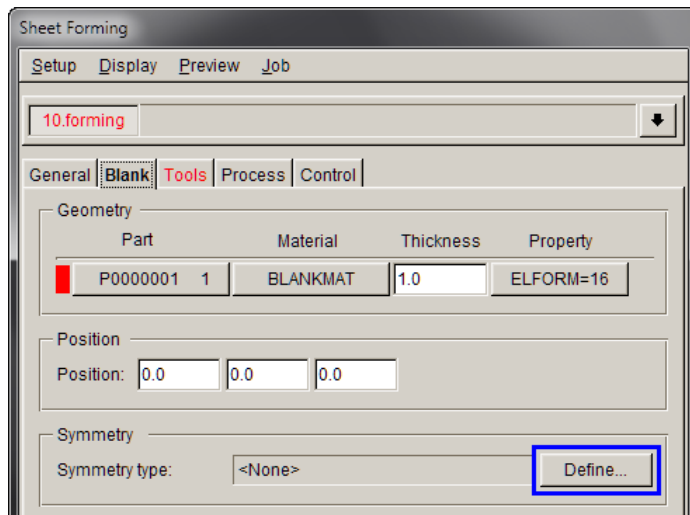 Sheet Forming
Setup Display Preview Job
10.forming
General Blank Tools Process Control
Geometry
Part Material Thickness Property
P0000001 1 BLANKMAT 1.0 ELFORM=16
Position
Position: 0.0 0.0 0.0
Symmetry
Symmetry type: <None> Define...